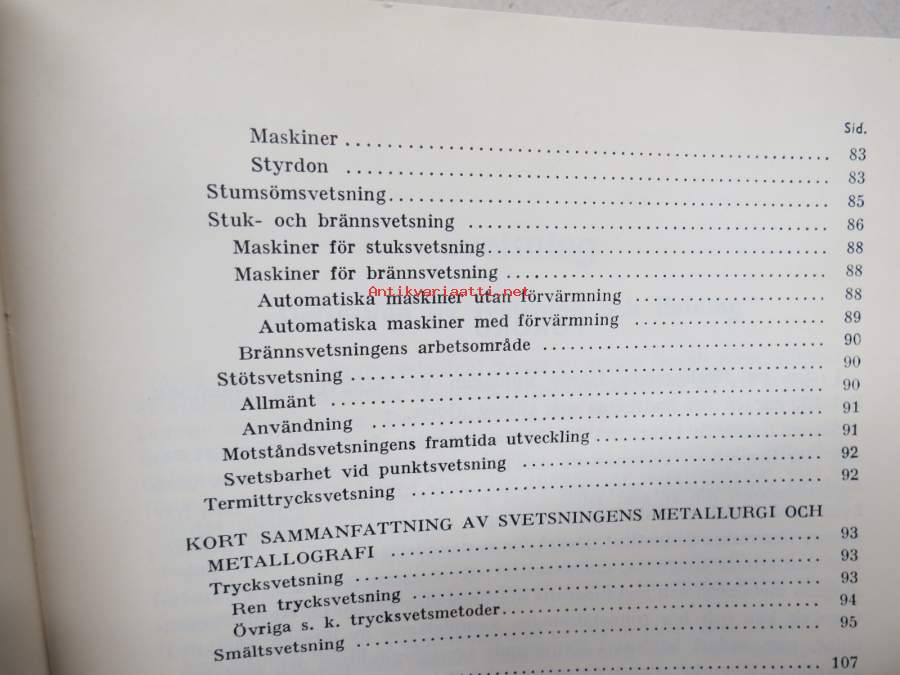 Sid.
Maskiner ........ 83
Styrdon ........ 83
Stumsömsvetsning ........ 85
Stuk- och brännsvetsning ........ 86
Maskiner för stuksvetsning ........ 88
Maskiner för brännsvetsning ........ 88
Antikvariaatti.net
Automatiska maskiner utan förvärmning ........ 88
Automatiska maskiner med förvärmning ........ 89
Brännsvetsningens arbetsområde ........ 90
Stötsvetsning ........ 90
Allmänt ........ 90
Användning ........ 91
Motståndsvetsningens framtida utveckling ........ 91
Svetsbarhet vid punktsvetsning ........ 92
Termittrycksvetsning ........ 92
KORT SAMMANFATTNING AV SVETSNINGENS METALLURGI OCH
METALLOGRAFI ........ 93
Trycksvetsning ........ 93
Ren trycksvetsning ........ 93
Övriga s. k. trycksvetsmetoder ........ 94
Smältsvetsning ........ 95
........ 107